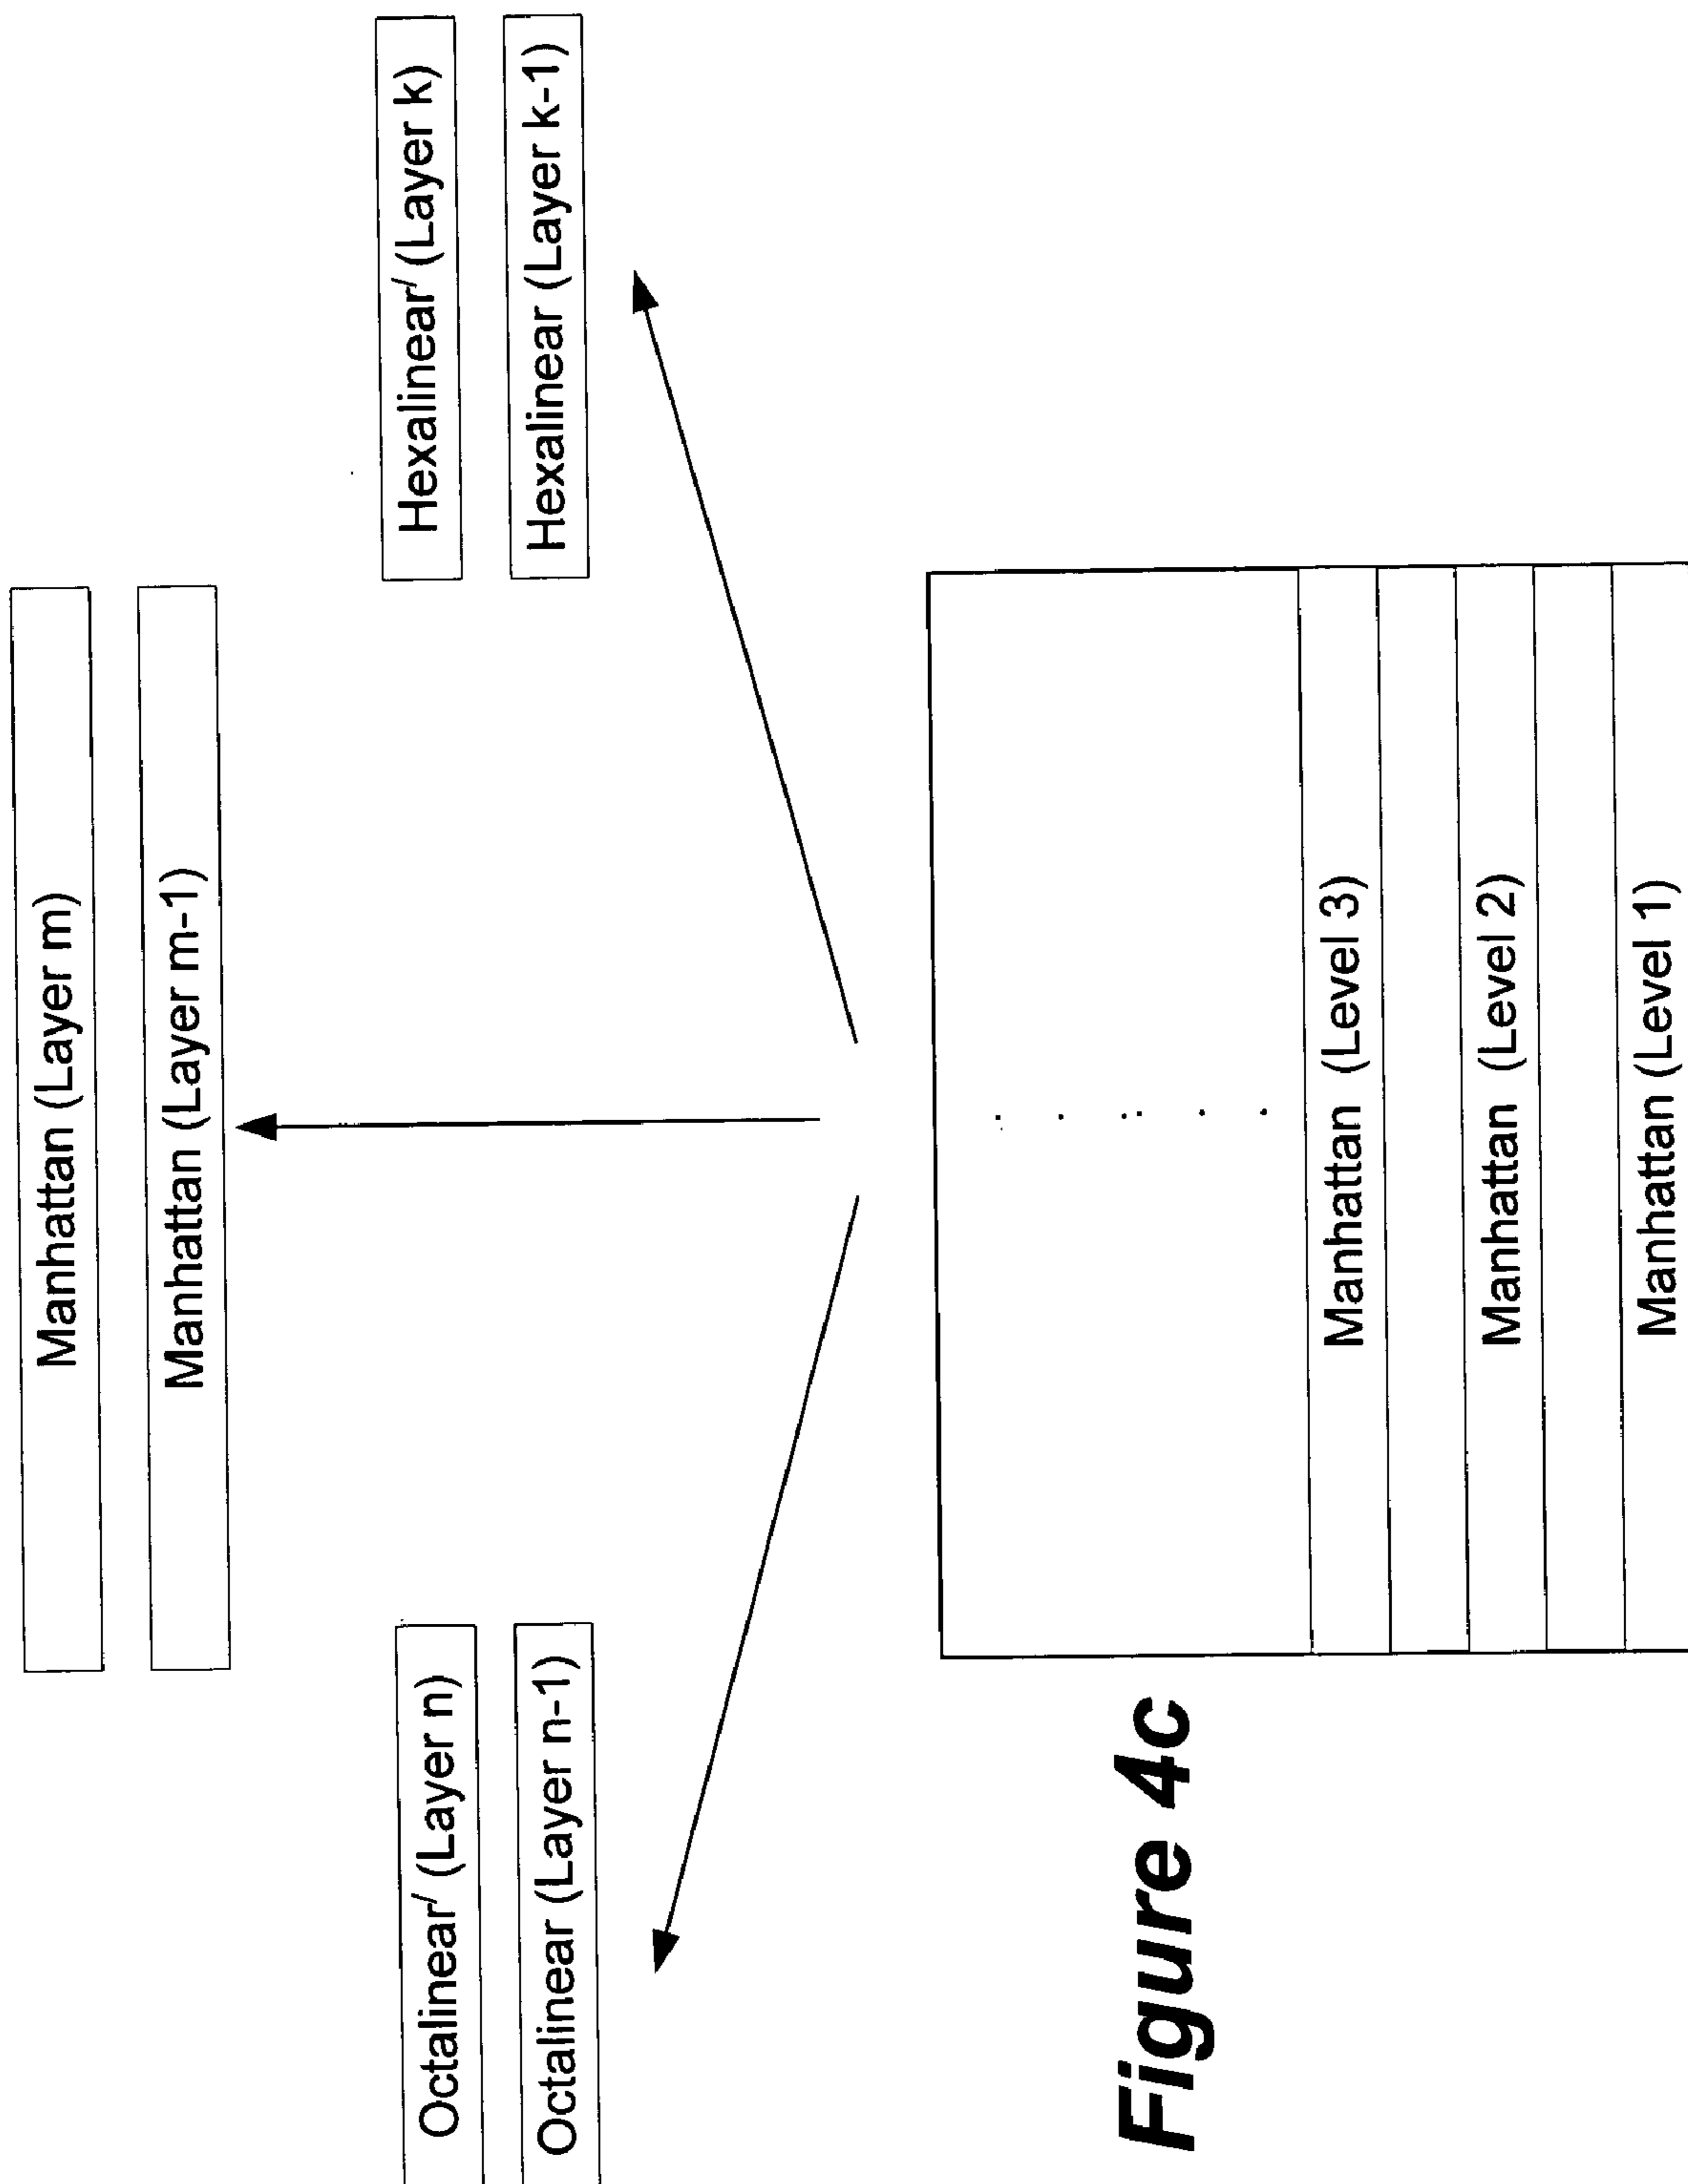 Manhattan (Layer m)
Manhattan (Layer m-1)
Octalinear/ (Layer n)
Octalinear (Layer n-1)
Hexalinear/ (Layer k)
Hexalinear (Layer k-1)
Manhattan (Level 3)
Manhattan (Level 2)
Manhattan (Level 1)
Figure 4c